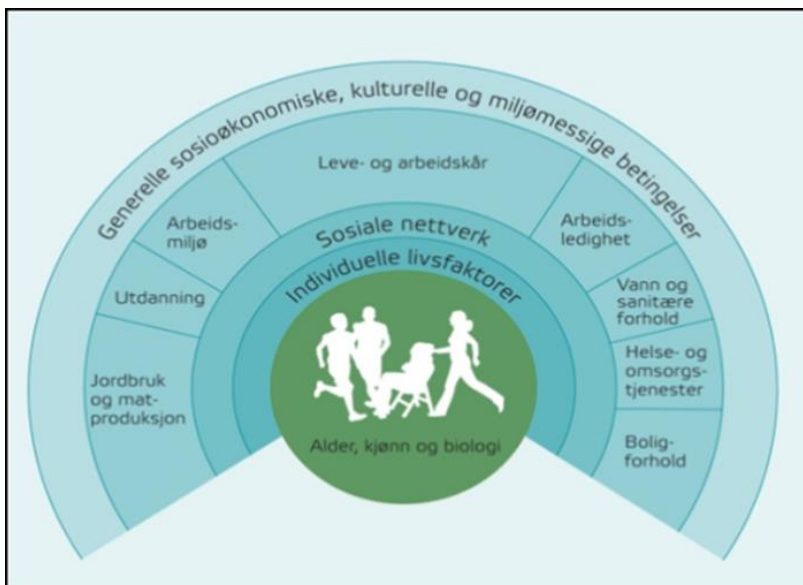 Generelle sosioøkonomiske, kulturelle og miljømessige betingelser
Leve- og arbeidskår
Arbeids-
miljø
Utdanning
Jordbruk
og mat-
produksjon
Arbeids-
ledighet
Vann og
sanitære
forhold
Helse- og
omsorgs-
tjenester
Bolig-
forhold
Sosiale nettverk
Individuelle livsfaktorer
Alder, kjønn og biologi